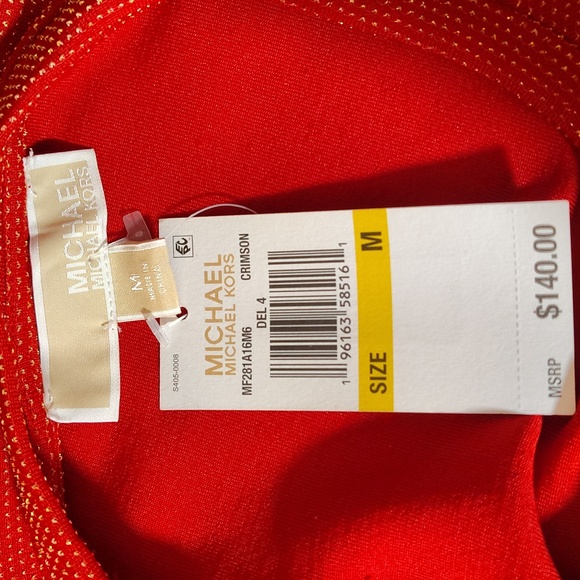 MICHAEL
MICHAEL KORS
M
MADE IN
CHINA
S405-0008
MICHAEL
MICHAEL KORS
MF281A16M6 CRIMSON
DEL 4
1 96163 58516 1
SIZE M
MSRP $140.00